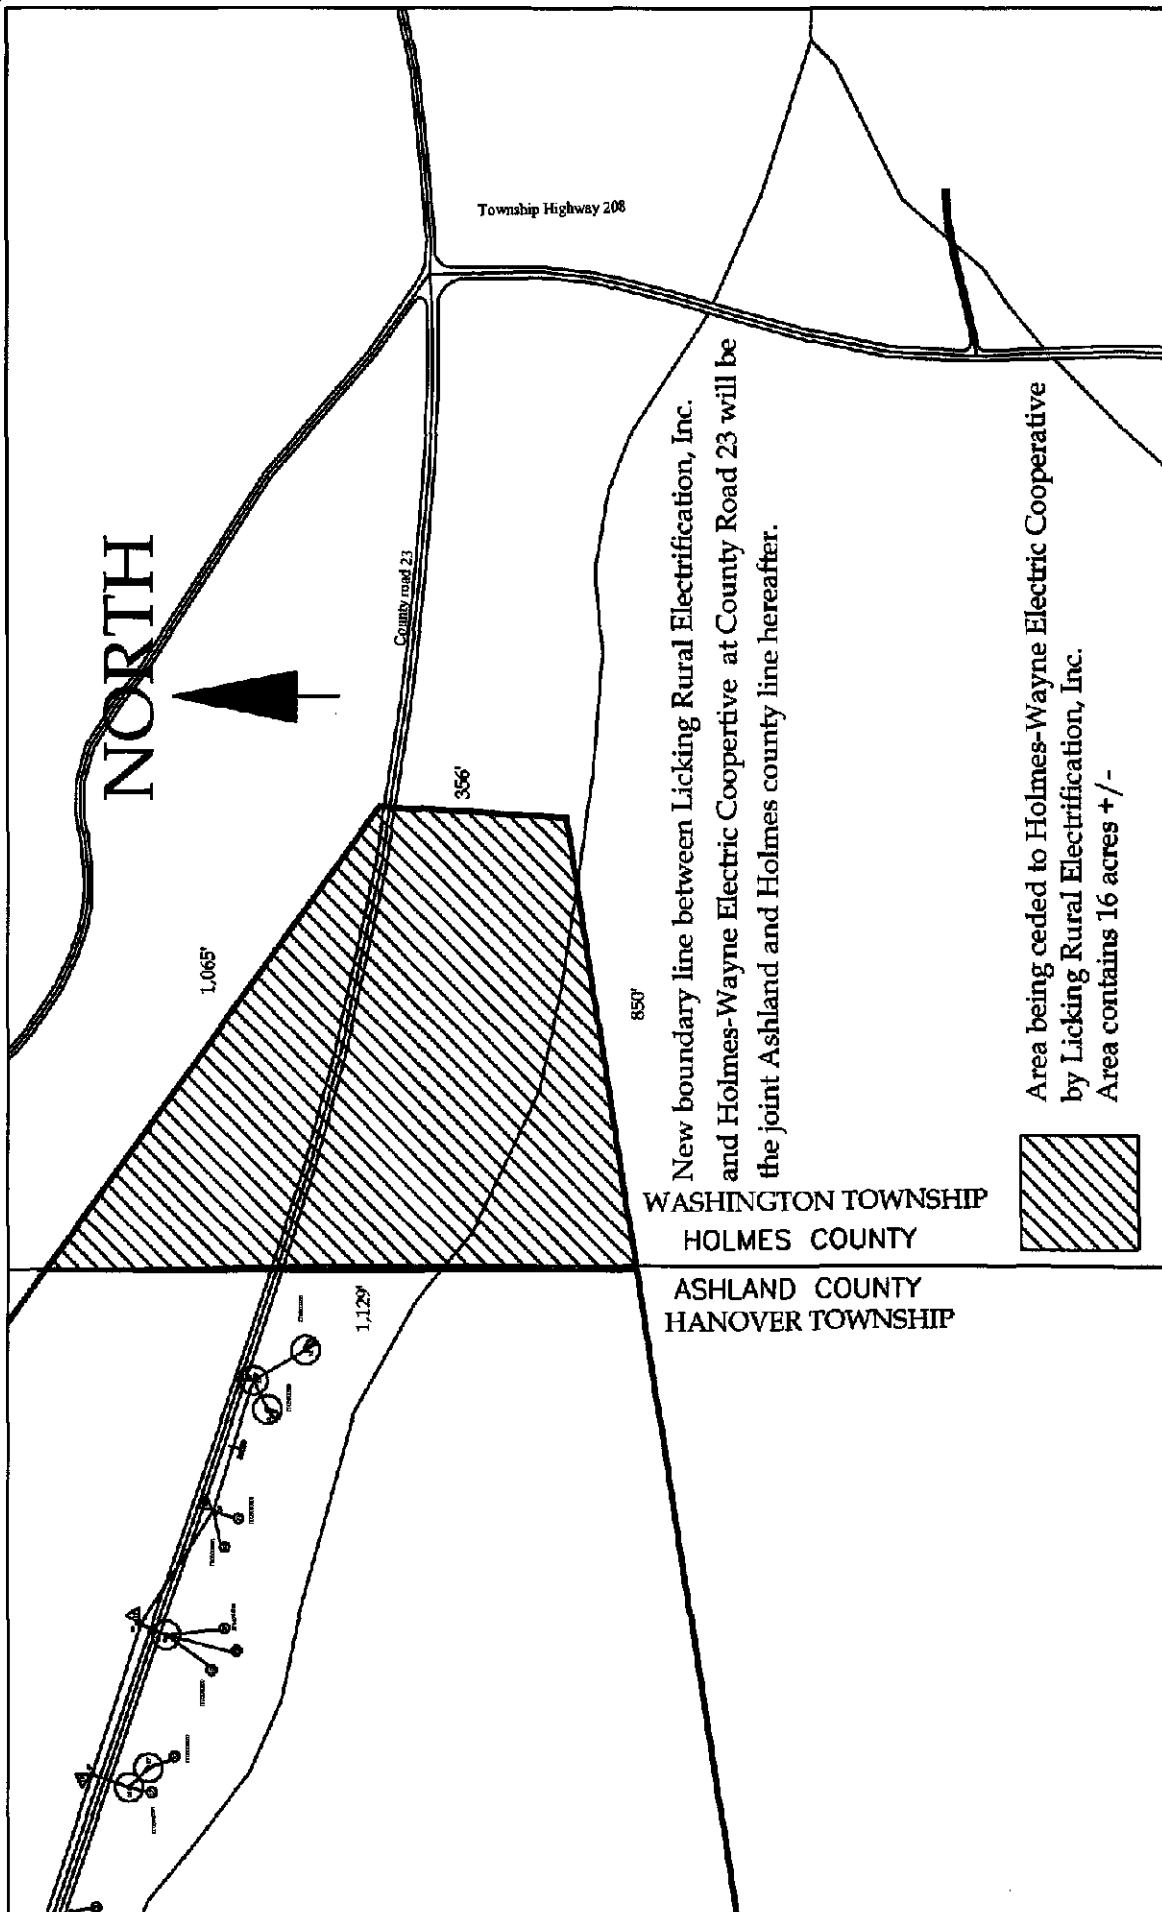 NORTH
Township Highway 208
County road 23
356'
1,065'
850'
1,129'
New boundary line between Licking Rural Electrification, Inc.
and Holmes-Wayne Electric Coopertive at County Road 23 will be
the joint Ashland and Holmes county line hereafter.
WASHINGTON TOWNSHIP
HOLMES COUNTY
ASHLAND COUNTY
HANOVER TOWNSHIP
Area being ceded to Holmes-Wayne Electric Cooperative
by Licking Rural Electrification, Inc.
Area contains 16 acres +/-